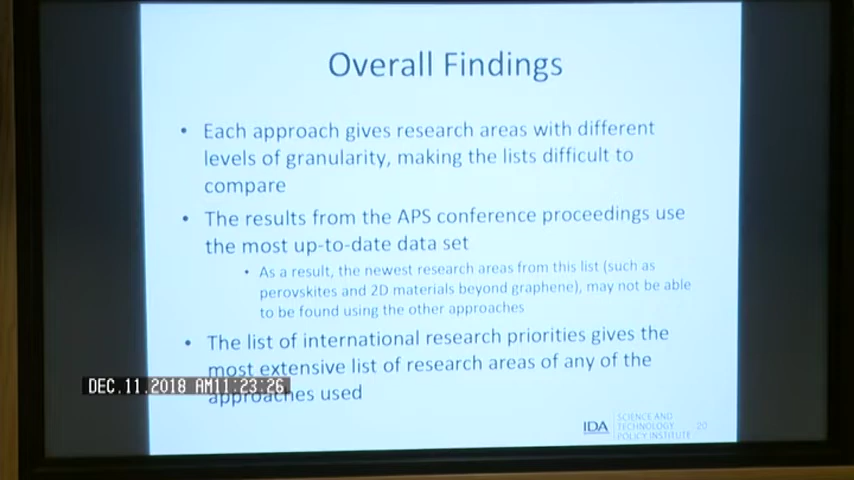 Overall Findings
• Each approach gives research areas with different
levels of granularity, making the lists difficult to
compare
• The results from the APS conference proceedings use
the most up-to-date data set
• As a result, the newest research areas from this list (such as
perovskites and 2D materials beyond graphene), may not be able
to be found using the other approaches
• The list of international research priorities gives the
most extensive list of research areas of any of the
approaches used
DEC.11.2018 AM11:23:26
IDA
SCIENCE AND
TECHNOLOGY
POLICY INSTITUTE
20